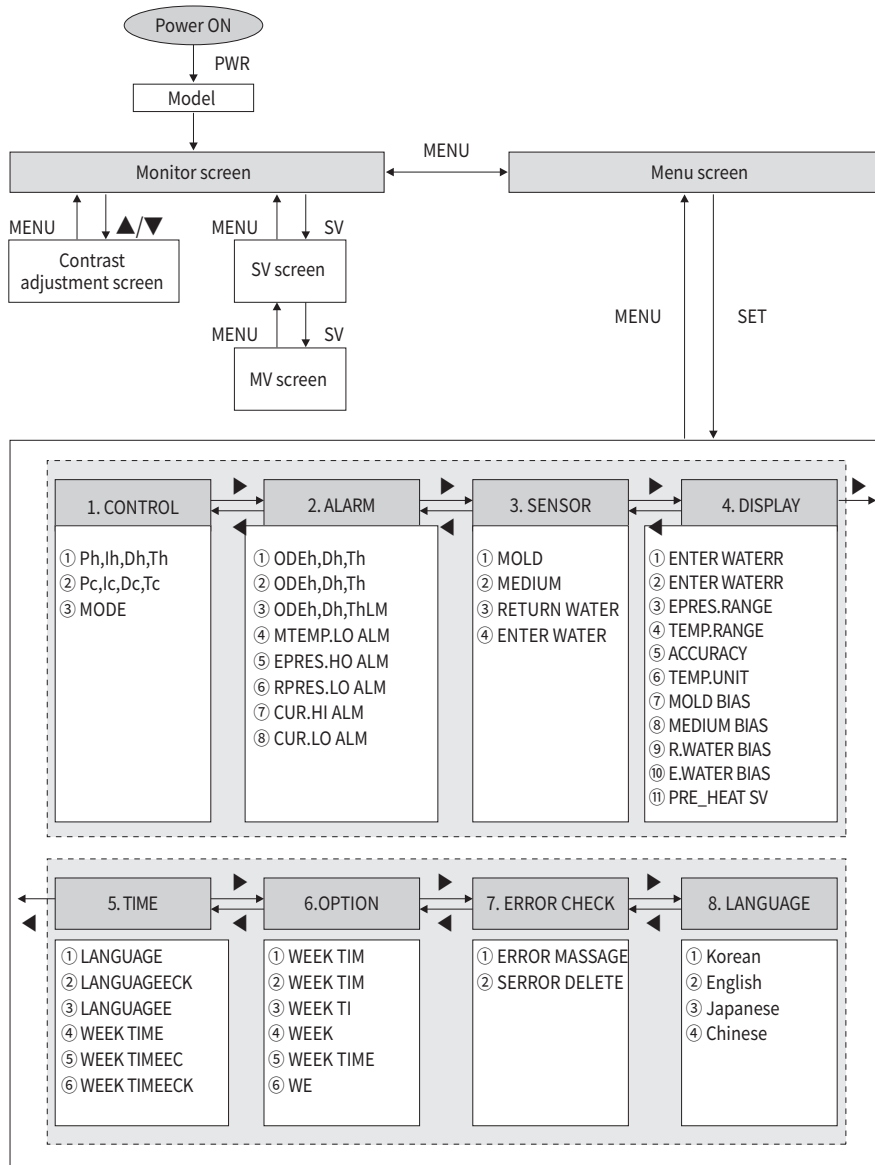 Power ON
PWR
Model
Monitor screen
MENU
Menu screen
MENU
▲/▼
MENU
SV
Contrast
adjustment screen
SV screen
MENU
SV
MV screen
MENU
SET
1. CONTROL
① Ph,Ih,Dh,Th
② Pc,Ic,Dc,Tc
③ MODE
2. ALARM
① ODEh,Dh,Th
② ODEh,Dh,Th
③ ODEh,Dh,ThLM
④ MTEMP.LO ALM
⑤ EPRES.HO ALM
⑥ RPRES.LO ALM
⑦ CUR.HI ALM
⑧ CUR.LO ALM
3. SENSOR
① MOLD
② MEDIUM
③ RETURN WATER
④ ENTER WATER
4. DISPLAY
① ENTER WATERR
② ENTER WATERR
③ EPRES.RANGE
④ TEMP.RANGE
⑤ ACCURACY
⑥ TEMP.UNIT
⑦ MOLD BIAS
⑧ MEDIUM BIAS
⑨ R.WATER BIAS
⑩ E.WATER BIAS
⑪ PRE_HEAT SV
5. TIME
① LANGUAGE
② LANGUAGEECK
③ LANGUAGEE
④ WEEK TIME
⑤ WEEK TIMEEC
⑥ WEEK TIMEECK
6.OPTION
① WEEK TIM
② WEEK TIM
③ WEEK TI
④ WEEK
⑤ WEEK TIME
⑥ WE
7. ERROR CHECK
① ERROR MASSAGE
② SERROR DELETE
8. LANGUAGE
① Korean
② English
③ Japanese
④ Chinese